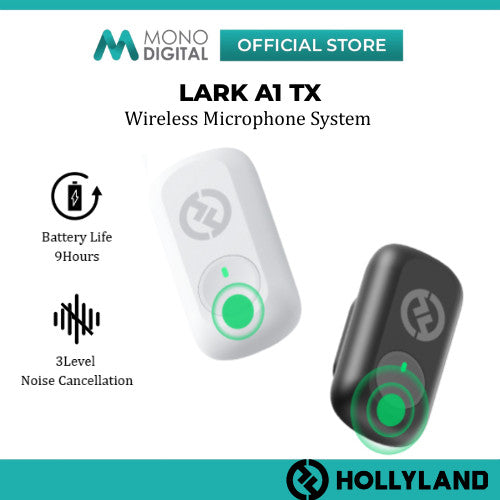 MONO
DIGITAL
OFFICIAL STORE
LARK A1 TX
Wireless Microphone System
Battery Life
9Hours
3Level
Noise Cancellation
HOLLYLAND